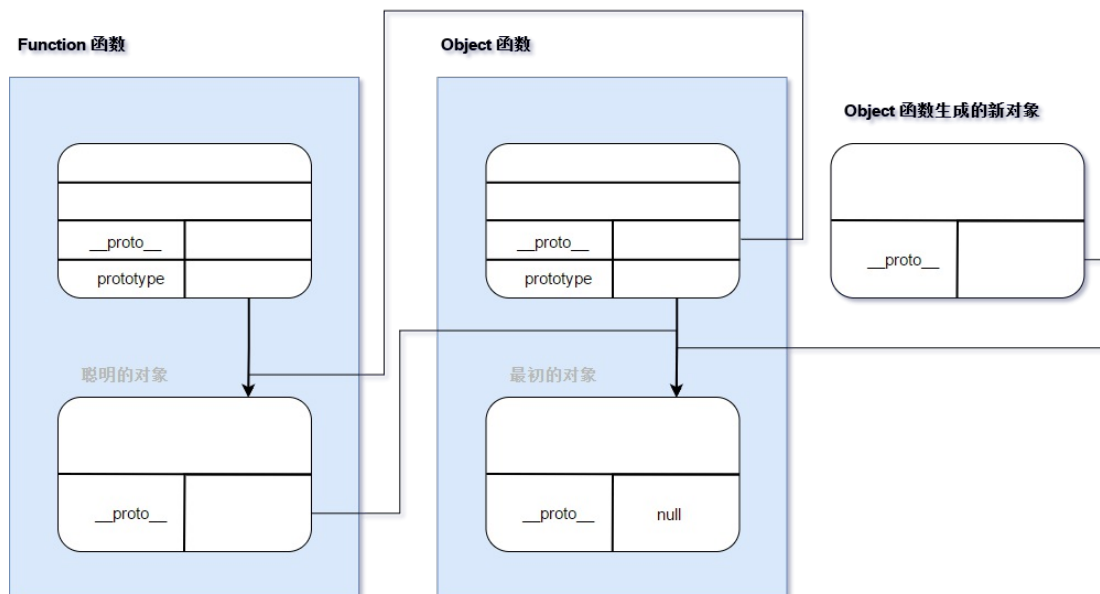 Function 函数
Object 函数
Object 函数生成的新对象
__proto__
prototype
__proto__
prototype
__proto__
聪明的对象
最初的对象
__proto__
__proto__
null